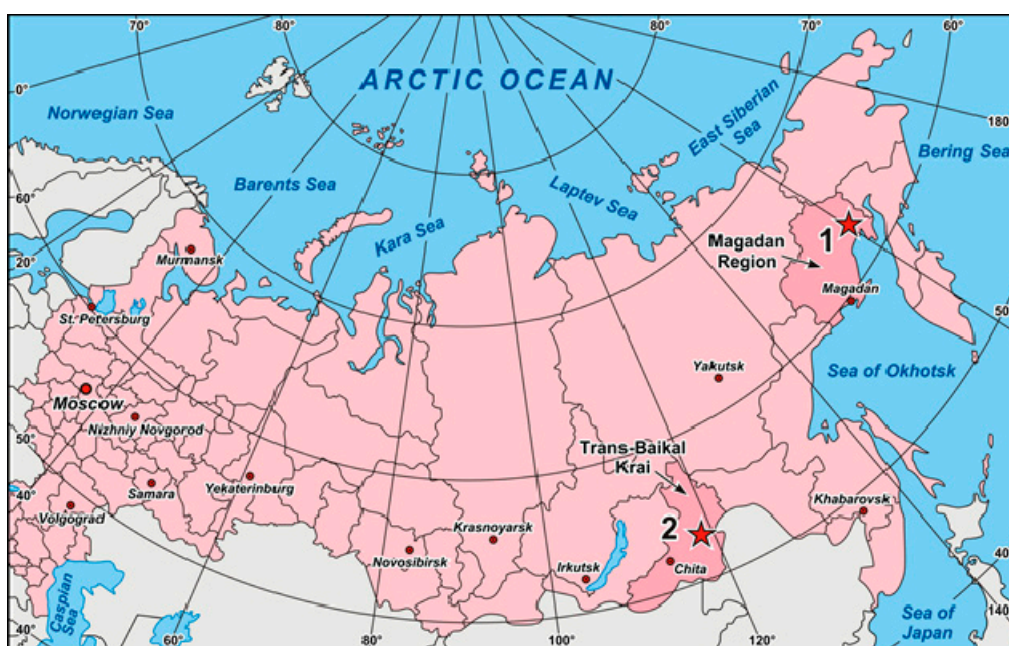 70°
80°
80°
70°
60°
0°
ARCTIC OCEAN
Norwegian Sea
East Siberian
Sea
180°
Bering Sea
Barents Sea
Laptev Sea
60°
Kara Sea
1
Magadan
Region
Murmansk
20°
Magadan
St. Petersburg
50°
Yakutsk
Sea of Okhotsk
Moscow
Nizhniy Novgorod
50°
Trans-Baikal
Krai
Samara
Yekaterinburg
40°
Khabarovsk
Volgograd
Krasnoyarsk
2
Novosibirsk
Irkutsk
Chita
40°
Caspian
Sea
Sea of
Japan
140°
40°
60°
80°
100°
120°